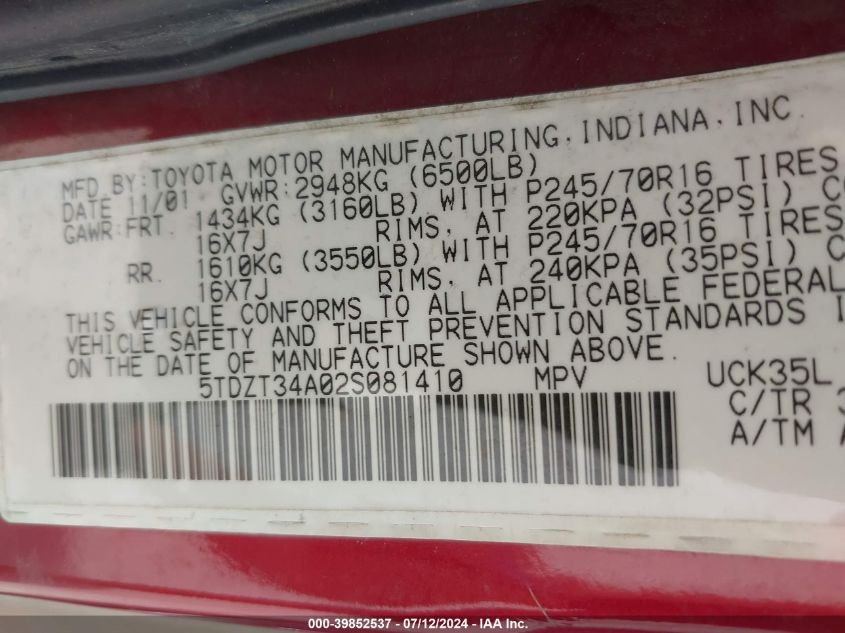 MFD BY:TOYOTA MOTOR MANUFACTURING,INDIANA,INC.
DATE 11/01 GVWR:2948KG (6500LB)
GAWR:FRT. 1434KG (3160LB) WITH P245/70R16 TIRES
16X7J RIMS, AT 220KPA (32PSI)
RR. 1610KG (3550LB) WITH P245/70R16 TIRES
16X7J RIMS, AT 240KPA (35PSI)
THIS VEHICLE CONFORMS TO ALL APPLICABLE FEDERAL
VEHICLE SAFETY AND THEFT PREVENTION STANDARDS
ON THE DATE OF MANUFACTURE SHOWN ABOVE.
5TDZT34A02S081410 MPV UCK35L
C/TR
A/TM
000-39852537 - 07/12/2024 - IAA Inc.